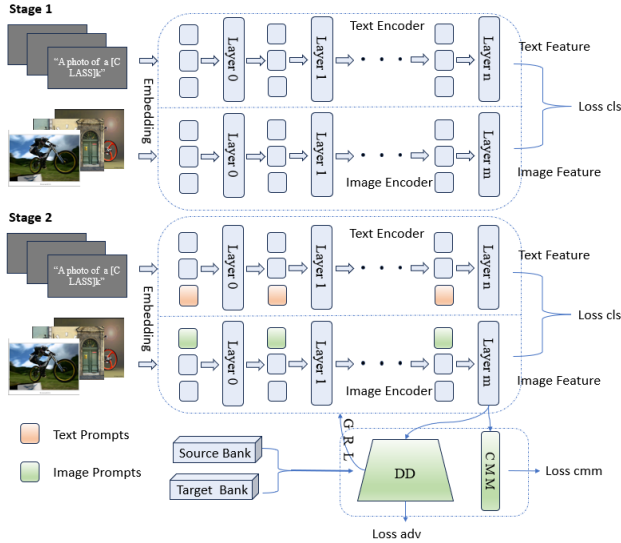 Stage 1
"A photo of a [C
LASS]k"
Embedding
Text Encoder
Layer 0
Layer 1
Layer n
Text Feature
Loss cls
Layer 0
Layer 1
Layer m
Image Encoder
Image Feature
Stage 2
"A photo of a [C
LASS]k"
Embedding
Text Encoder
Layer 0
Layer 1
Layer n
Text Feature
Loss cls
Layer 0
Layer 1
Layer m
Image Encoder
Image Feature
Text Prompts
Image Prompts
Source Bank
Target Bank
G R L
DD
CMM
Loss cmm
Loss adv